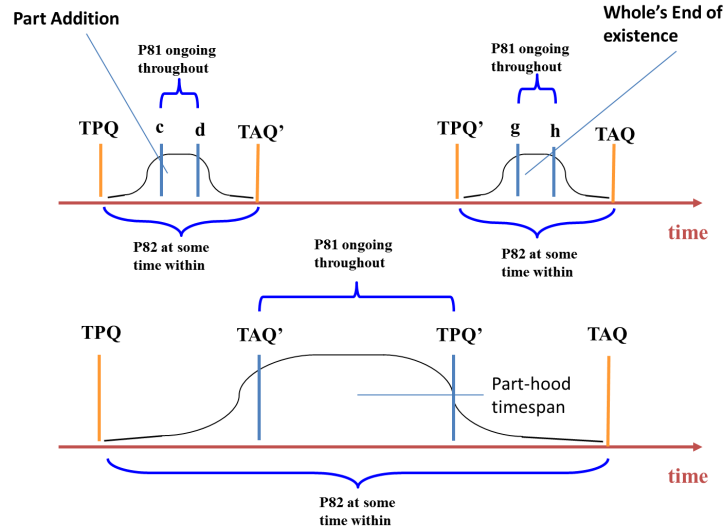 Part Addition
Whole's End of
existence
P81 ongoing
throughout
P81 ongoing
throughout
TPQ
c
d
TAQ’
TPQ’
g
h
TAQ
time
P82 at some
time within
P82 at some
time within
P81 ongoing
throughout
TPQ
TAQ’
TPQ’
TAQ
Part-hood
timespan
time
P82 at some
time within